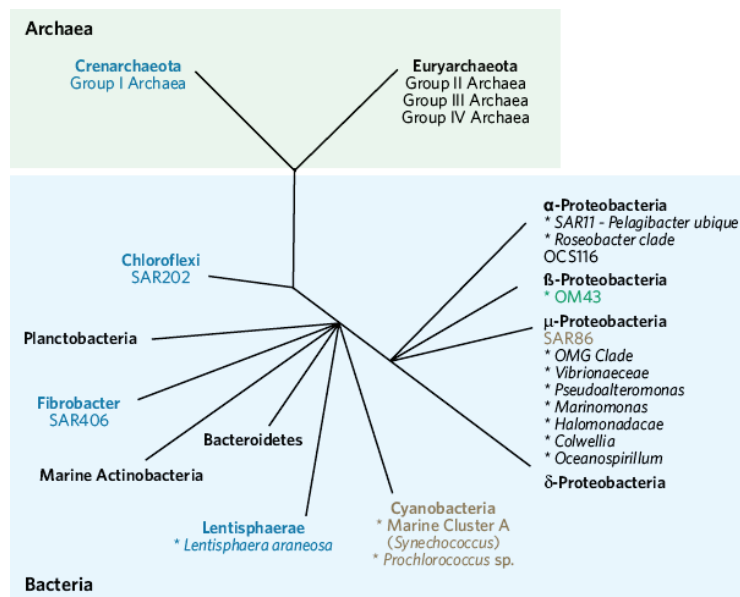 Archaea
Crenarchaeota
Group I Archaea
Euryarchaeota
Group II Archaea
Group III Archaea
Group IV Archaea
Chloroflexi
SAR202
Planctobacteria
Fibrobacter
SAR406
Marine Actinobacteria
Bacteroidetes
Lentisphaerae
* Lentisphaera araneosa
Cyanobacteria
* Marine Cluster A
(Synechococcus)
* Prochlorococcus sp.
α-Proteobacteria
* SAR11 - Pelagibacter ubique
* Roseobacter clade
OCS116
ß-Proteobacteria
* OM43
μ-Proteobacteria
SAR86
* OMG Clade
* Vibrionaeceae
* Pseudoalteromonas
* Marinomonas
* Halomonadacae
* Colwellia
* Oceanospirillum
δ-Proteobacteria
Bacteria